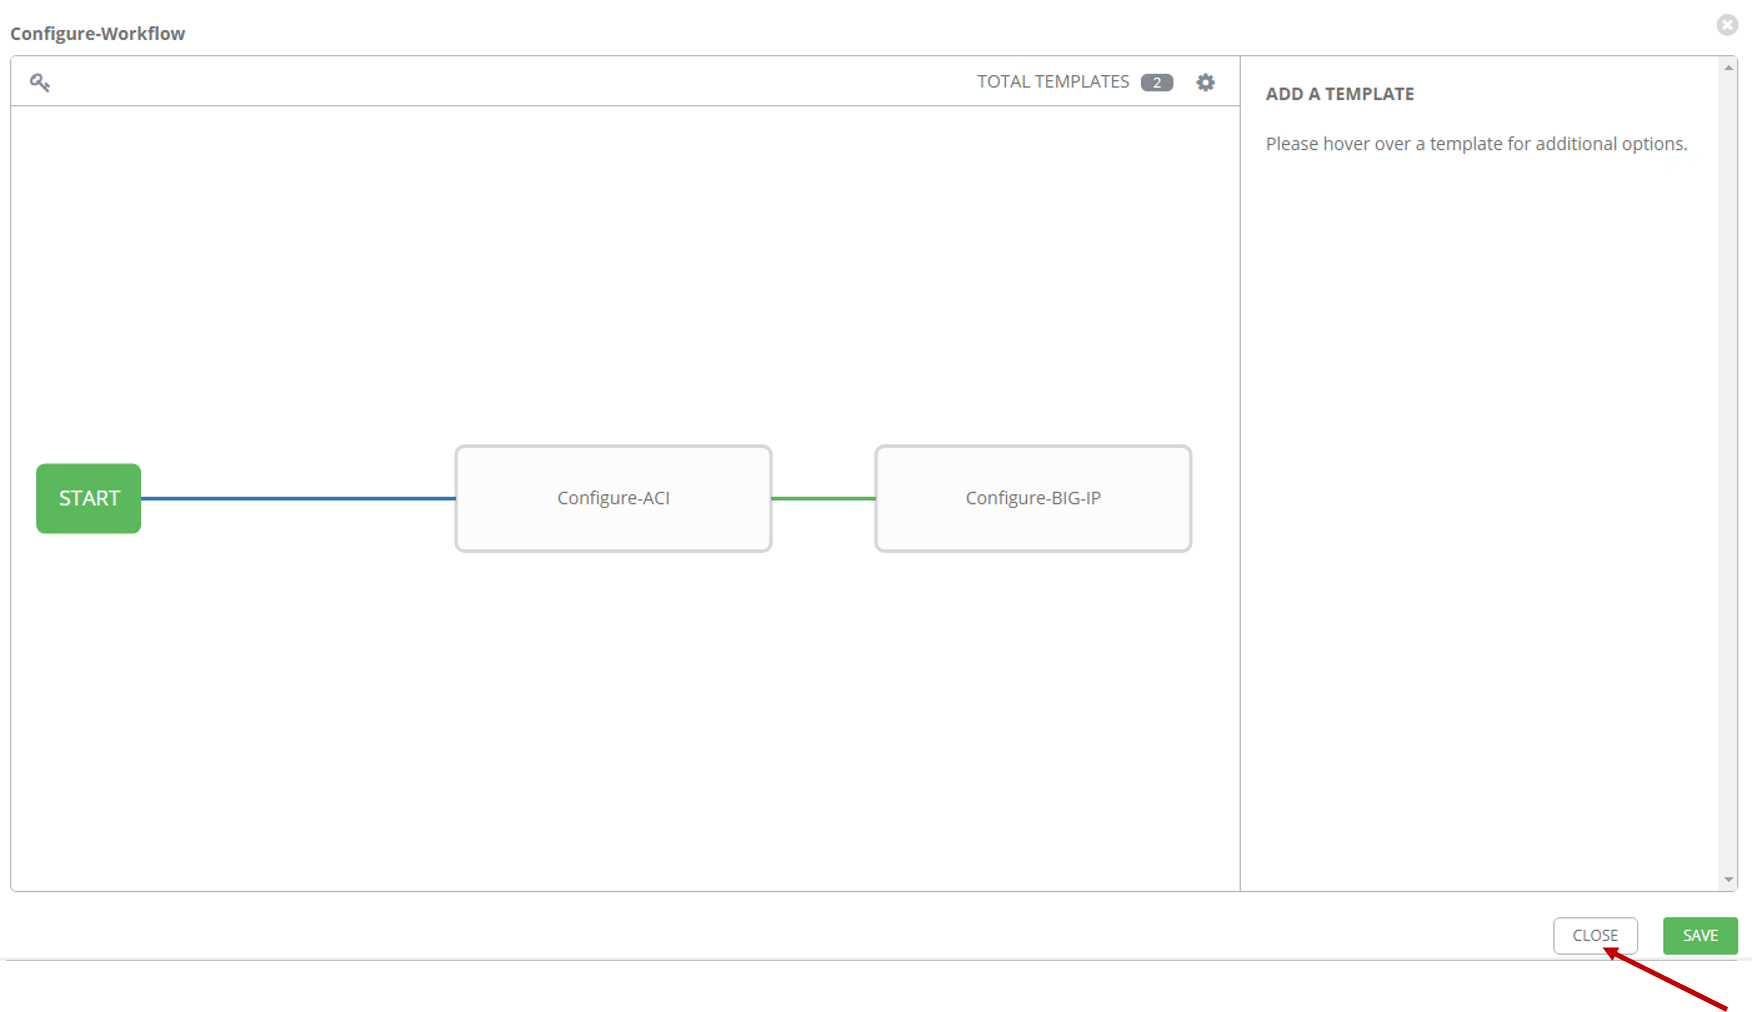 Configure-Workflow
TOTAL TEMPLATES 2
ADD A TEMPLATE
Please hover over a template for additional options.
START
Configure-ACI
Configure-BIG-IP
CLOSE
SAVE